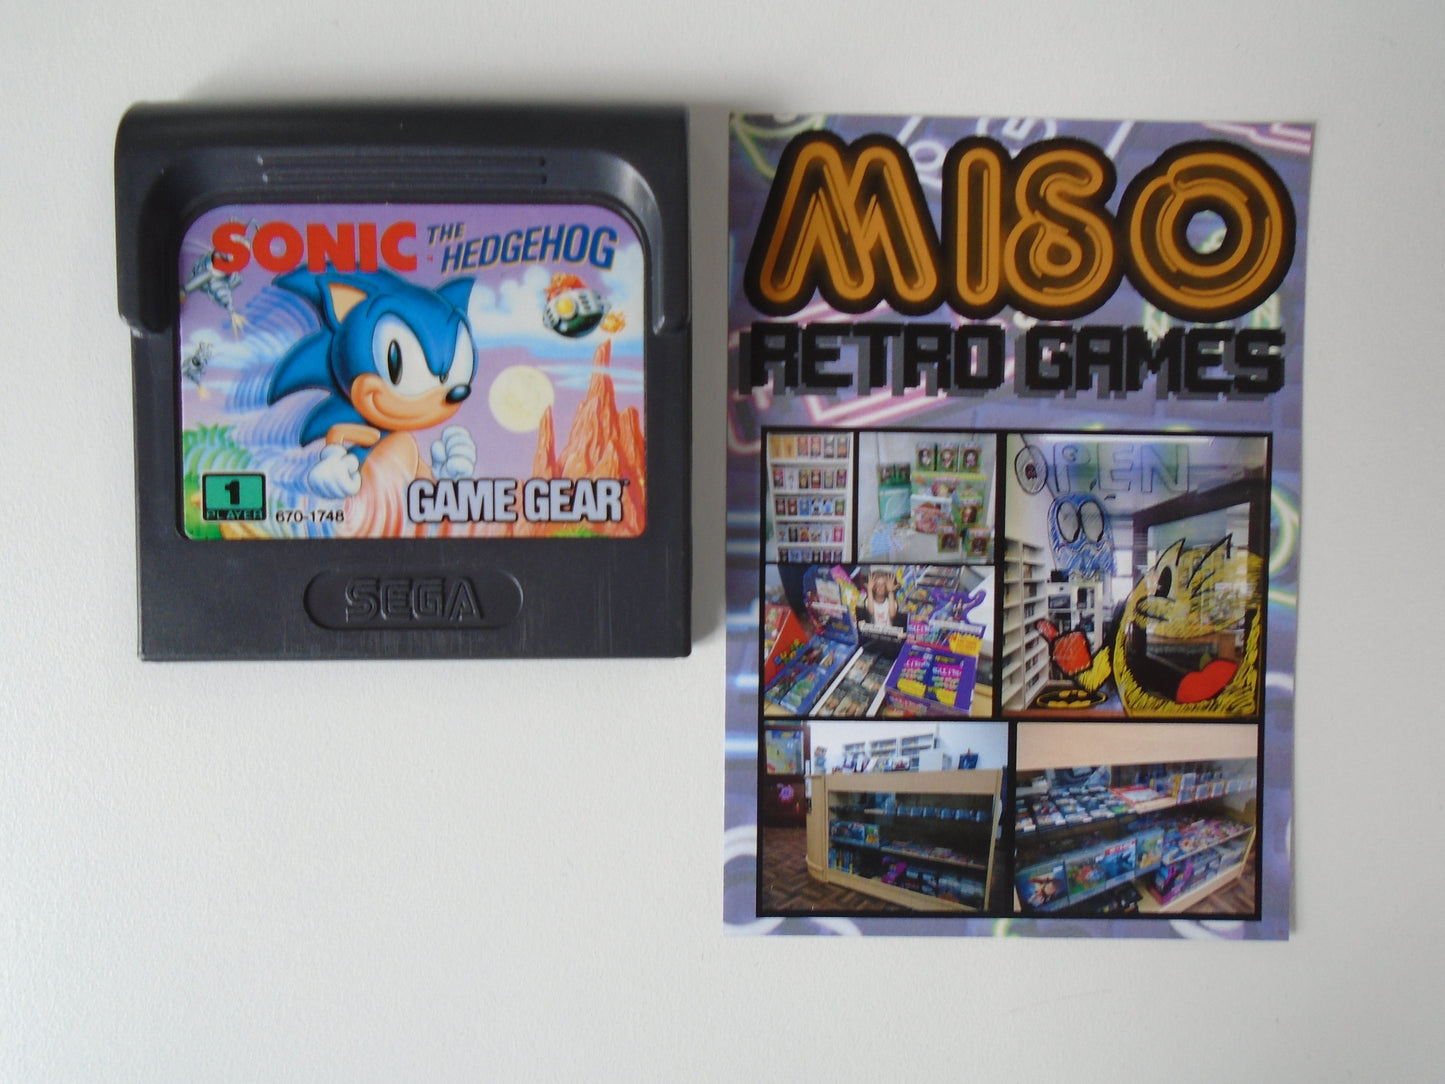 SONIC THE HEDGEHOG
1
PLAYER
670-1748
GAME GEAR
SEGA
MISO
RETRO GAMES
OPEN